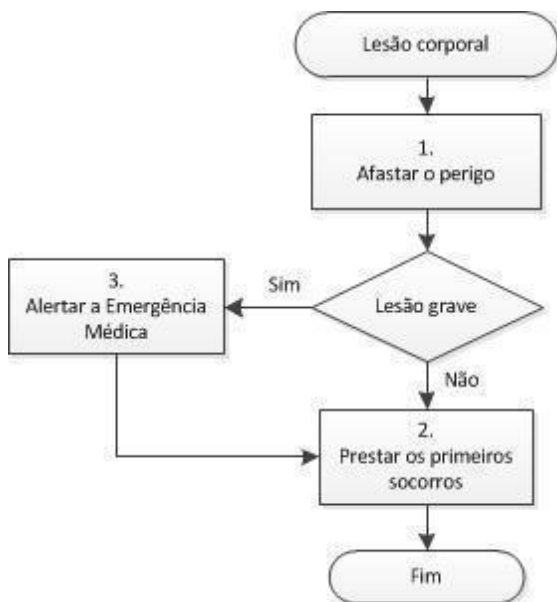 Lesão corporal
1.
Afastar o perigo
Lesão grave
Sim
3.
Alertar a Emergência
Médica
Não
2.
Prestar os primeiros
socorros
Fim